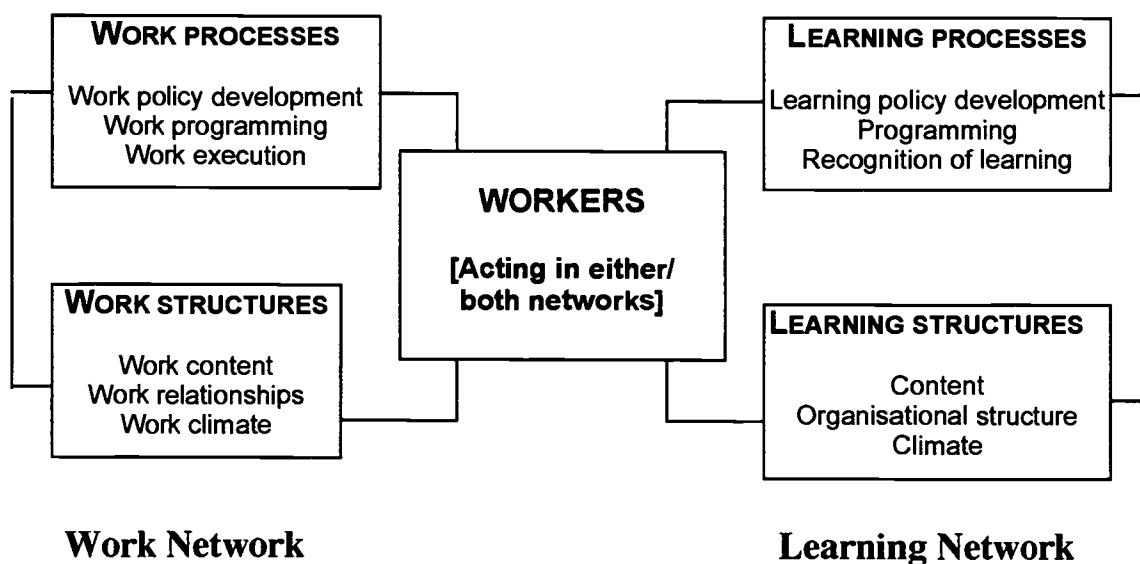 WORK PROCESSES
Work policy development
Work programming
Work execution
LEARNING PROCESSES
Learning policy development
Programming
Recognition of learning
WORKERS
[Acting in either/
both networks]
WORK STRUCTURES
Work content
Work relationships
Work climate
LEARNING STRUCTURES
Content
Organisational structure
Climate
Work Network
Learning Network